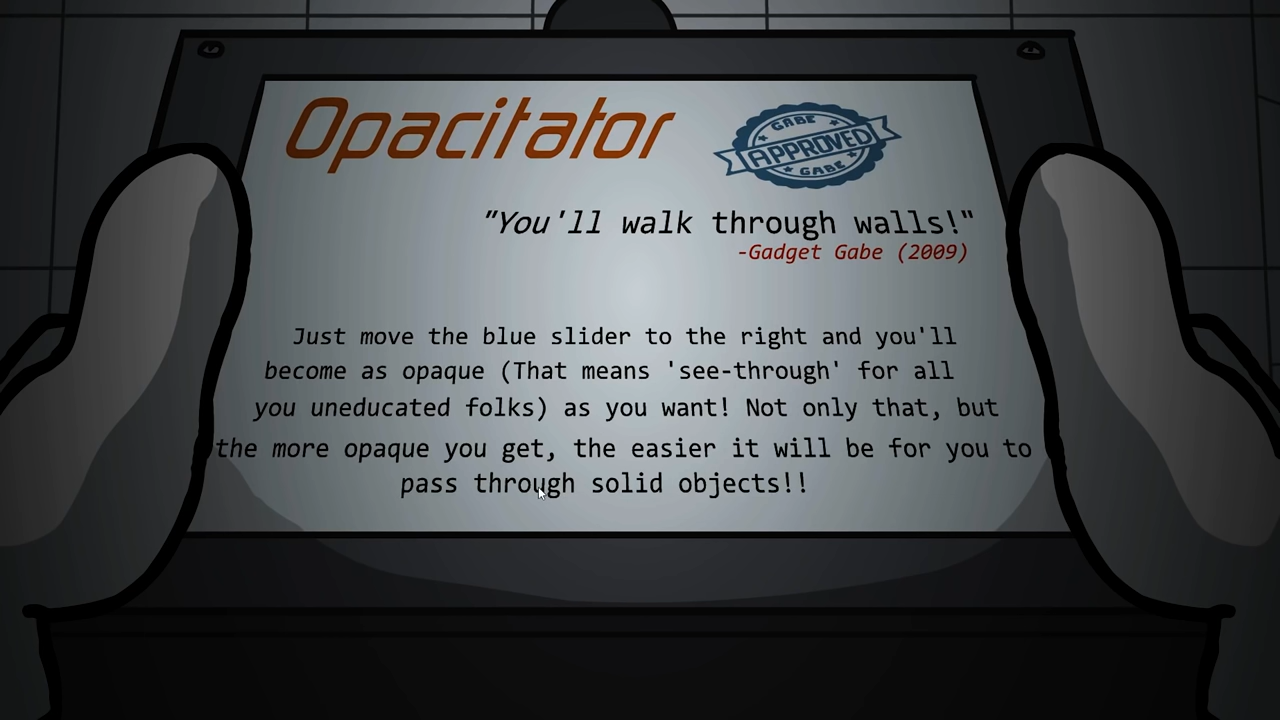 Opacitator
GABE
APPROVED
GABE
"You'll walk through walls!"
-Gadget Gabe (2009)
Just move the blue slider to the right and you'll
become as opaque (That means 'see-through' for all
you uneducated folks) as you want! Not only that, but
the more opaque you get, the easier it will be for you to
pass through solid objects!!